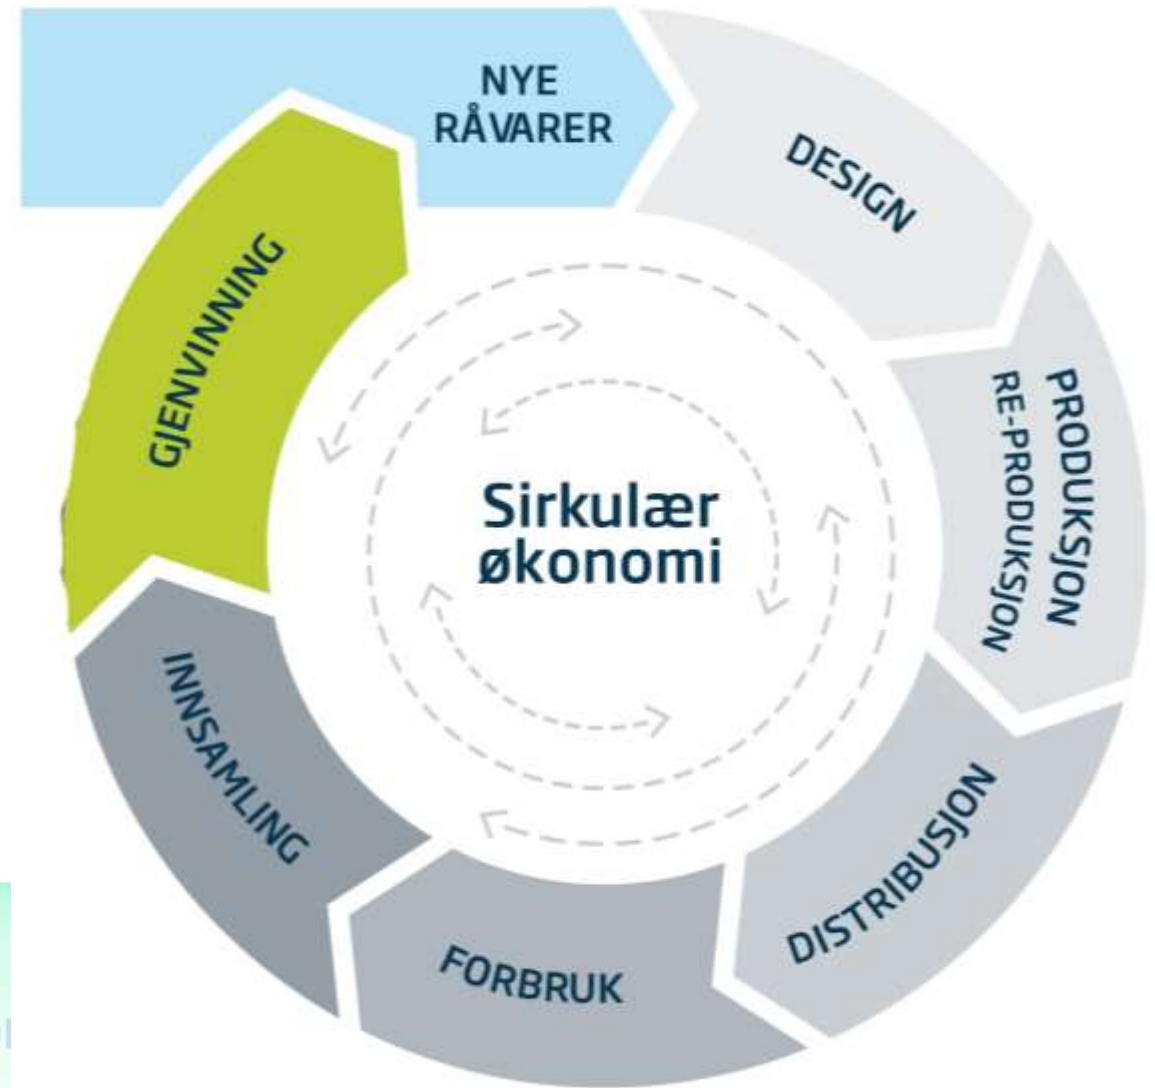 NYE
RÅVARER
DESIGN
PRODUKSJON
RE-PRODUKSJON
DISTRIBUSJON
FORBRUK
INNSAMLING
GJENVINNING
Sirkulær
økonomi